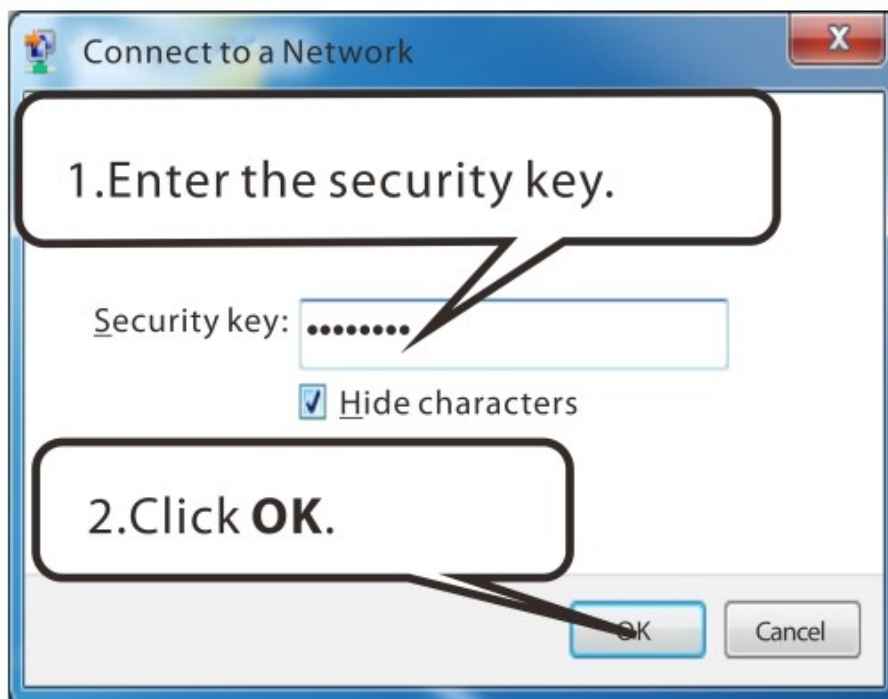 Connect to a Network
X
1.Enter the security key.
Security key: ••••••••
Hide characters
2.Click OK.
OK Cancel